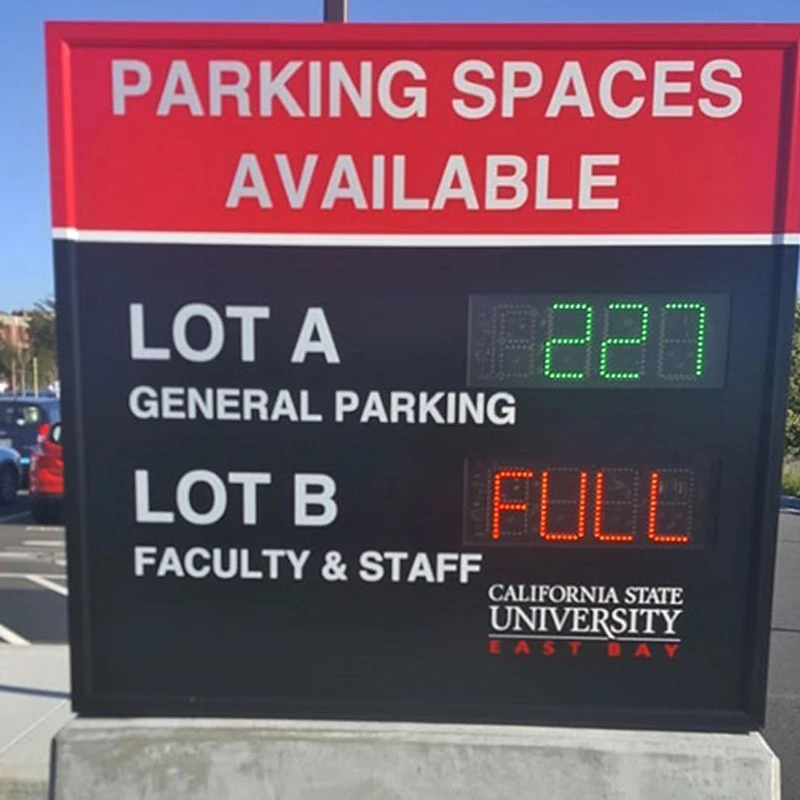 PARKING SPACES
AVAILABLE
LOT A 227
GENERAL PARKING
LOT B FULL
FACULTY & STAFF
CALIFORNIA STATE
UNIVERSITY
EAST BAY